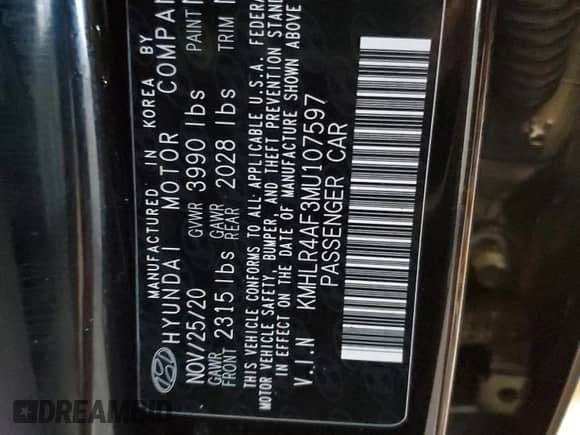 MANUFACTURED IN KOREA BY
HYUNDAI MOTOR COMPAN
NOV/25/20 GVWR 3990 lbs PAINT
GAWR FRONT 2315 lbs GAWR REAR 2028 lbs TRIM
THIS VEHICLE CONFORMS TO ALL APPLICABLE U.S.A. FEDERA
MOTOR VEHICLE SAFETY, BUMPER, AND THEFT PREVENTION STAND
IN EFFECT ON THE DATE OF MANUFACTURE SHOWN ABOVE
V.I.N KMHLR4AF3MU107597
PASSENGER CAR
DREAMBID